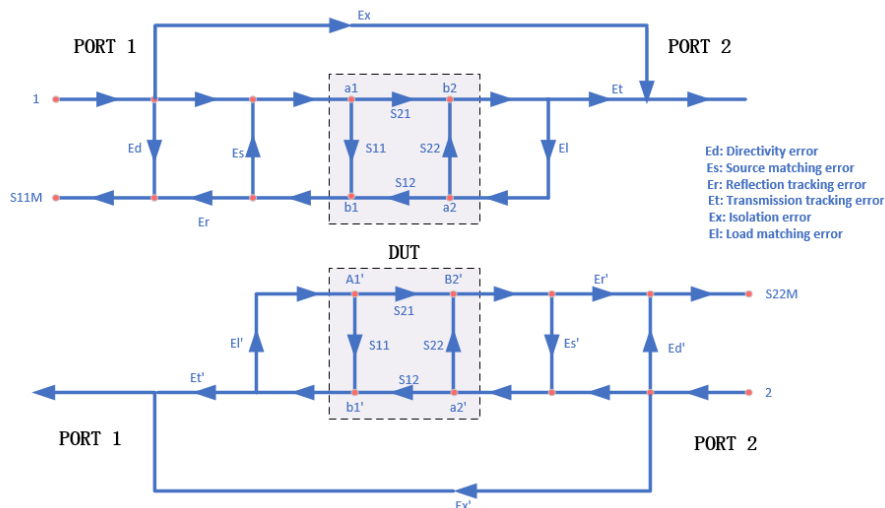 Ex
PORT 1
PORT 2
1
a1
b2
Et
S21
Ed
Es
S11
S22
El
S12
S11M
Er
b1
a2
Ed: Directivity error
Es: Source matching error
Er: Reflection tracking error
Et: Transmission tracking error
Ex: Isolation error
El: Load matching error
DUT
A1'
B2'
Er'
S22M
S21
El'
S11
S22
Es'
Ed'
Et'
S12
2
b1'
a2'
PORT 1
PORT 2
Ex'